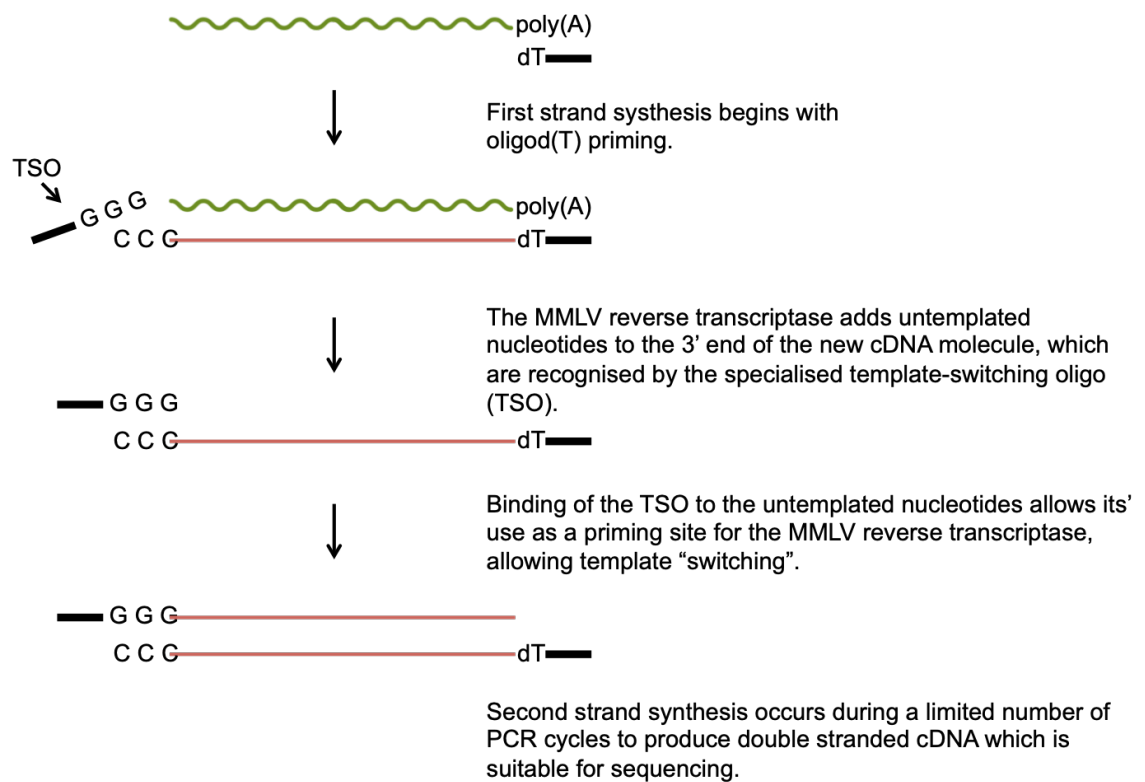 poly(A)
dT
First strand systhesis begins with
oligod(T) priming.
TSO
G G G
poly(A)
C C C
dT
The MMLV reverse transcriptase adds untemplated
nucleotides to the 3’ end of the new cDNA molecule, which
are recognised by the specialised template-switching oligo
(TSO).
G G G
C C C
dT
Binding of the TSO to the untemplated nucleotides allows its’
use as a priming site for the MMLV reverse transcriptase,
allowing template “switching”.
G G G
C C C
dT
Second strand synthesis occurs during a limited number of
PCR cycles to produce double stranded cDNA which is
suitable for sequencing.